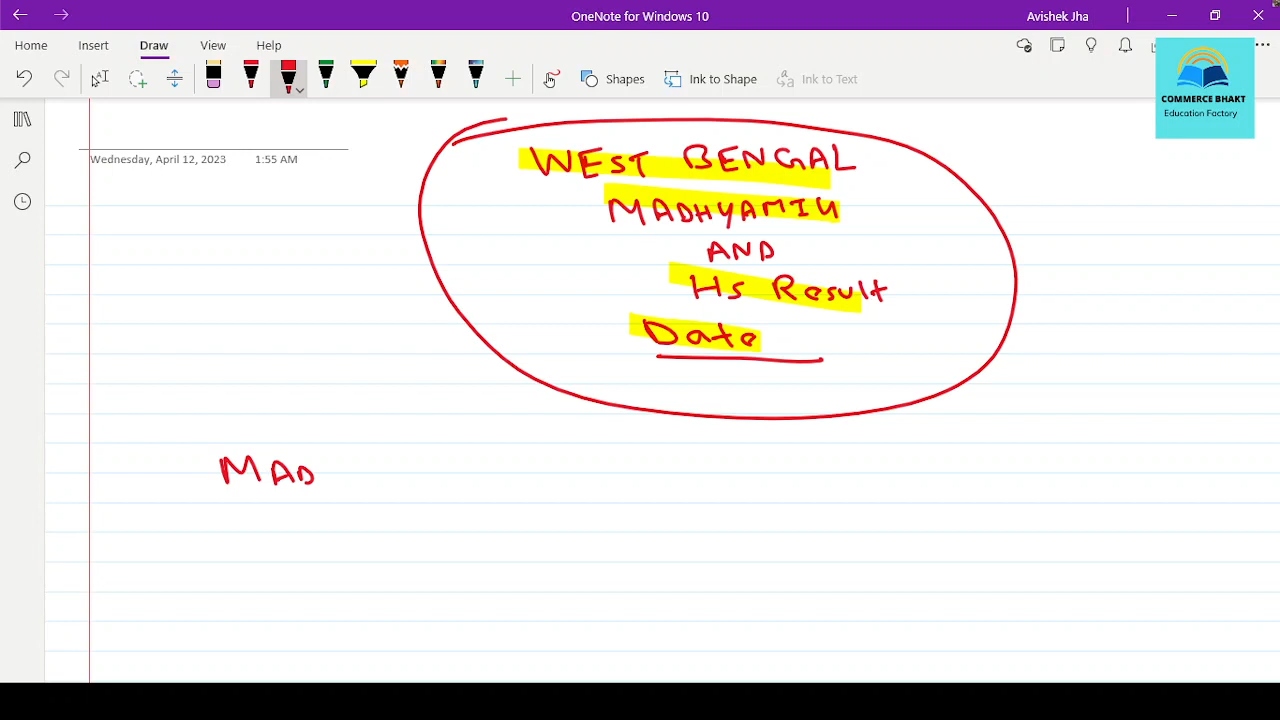 OneNote for Windows 10
Avishek Jha
Home Insert Draw View Help
Shapes Ink to Shape Ink to Text
COMMERCE BHAKT
Education Factory
Wednesday, April 12, 2023 1:55 AM
WEST BENGAL
MADHYAMIK
AND
Hs Result
Date
MAD